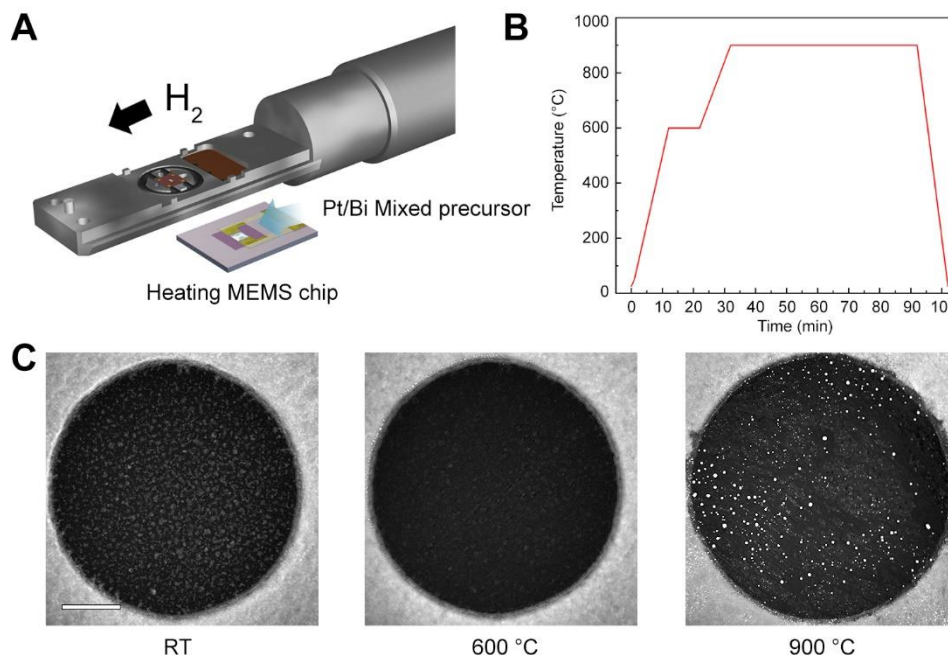 A
H2
Pt/Bi Mixed precursor
Heating MEMS chip
B
1000
800
600
400
200
0
Temperature (°C)
0 10 20 30 40 50 60 70 80 90
Time (min)
C
RT
600 °C
900 °C